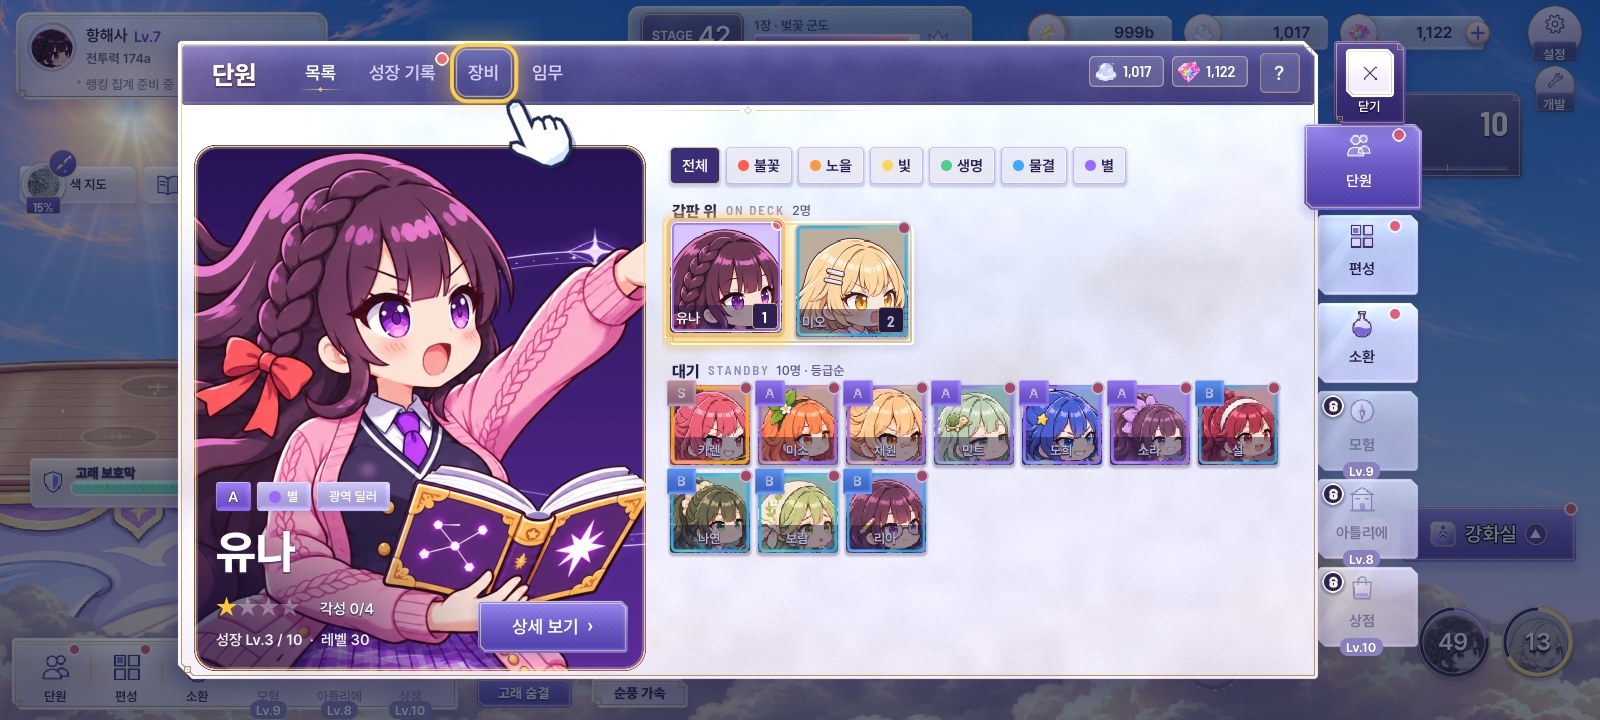 항해사 Lv.7
전투력 174a
* 랭킹 집계 준비 중
STAGE 42
1장 · 벚꽃 군도
999b
1,017
1,122
설정
개발
단원
목록
성장 기록
장비
임무
1,017
1,122
?
닫기
10
색 지도
15%
전체
불꽃
노을
빛
생명
물결
별
갑판 위 ON DECK 2명
유나 1
미오 2
대기 STANDBY 10명 · 등급순
S 카렌
A 미소
A 재원
A 민트
A 도희
A 소라
B 설
B 나연
B 보람
B 리아
A
별
광역 딜러
유나
각성 0/4
성장 Lv.3 / 10 · 레벨 30
상세 보기 ›
단원
편성
소환
모험
Lv.9
아틀리에
Lv.8
상점
Lv.10
고래 보호막
강화실
49
13
단원
편성
소환
모험
Lv.9
아틀리에
Lv.8
상점
Lv.10
고래 숨결
순풍 가속